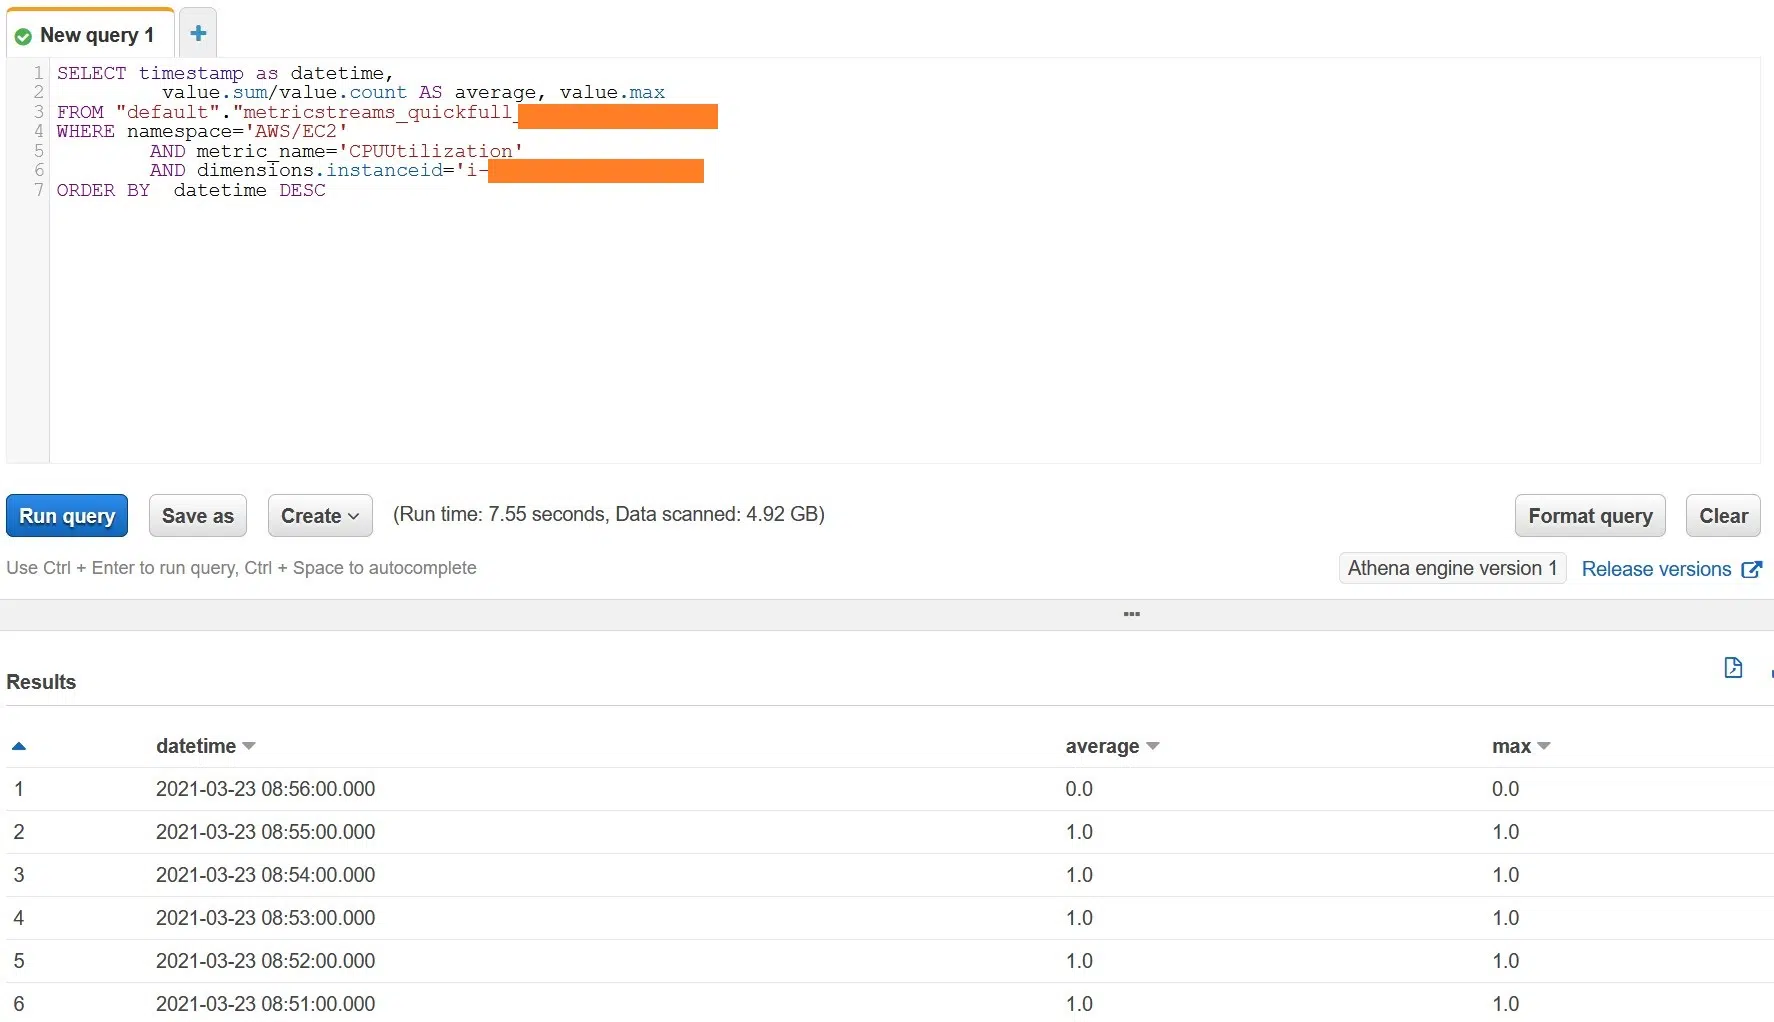 New query 1 +
1 SELECT timestamp as datetime,
2 value.sum/value.count AS average, value.max
3 FROM "default"."metricstreams_quickfull_
4 WHERE namespace='AWS/EC2'
5 AND metric_name='CPUUtilization'
6 AND dimensions.instanceid='i-
7 ORDER BY datetime DESC
Run query Save as Create (Run time: 7.55 seconds, Data scanned: 4.92 GB) Format query Clear
Use Ctrl + Enter to run query, Ctrl + Space to autocomplete Athena engine version 1 Release versions
Results
datetime average max
1 2021-03-23 08:56:00.000 0.0 0.0
2 2021-03-23 08:55:00.000 1.0 1.0
3 2021-03-23 08:54:00.000 1.0 1.0
4 2021-03-23 08:53:00.000 1.0 1.0
5 2021-03-23 08:52:00.000 1.0 1.0
6 2021-03-23 08:51:00.000 1.0 1.0